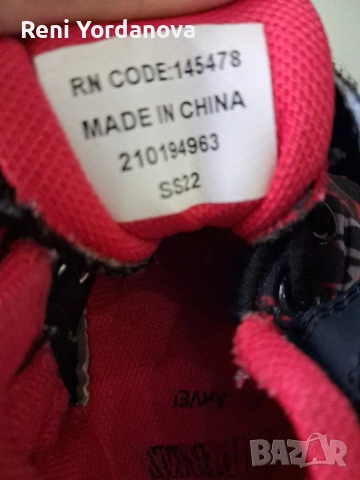 Reni Yordanova
RN CODE:145478
MADE IN CHINA
210194963
SS22
BAZAR